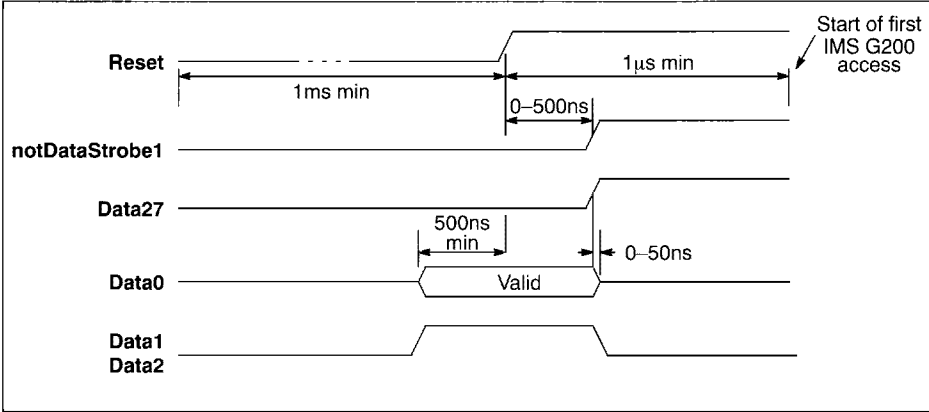 Start of first
IMS G200
access
Reset
1ms min
1µs min
0–500ns
notDataStrobe1
Data27
500ns
min
0–50ns
Data0
Valid
Data1
Data2